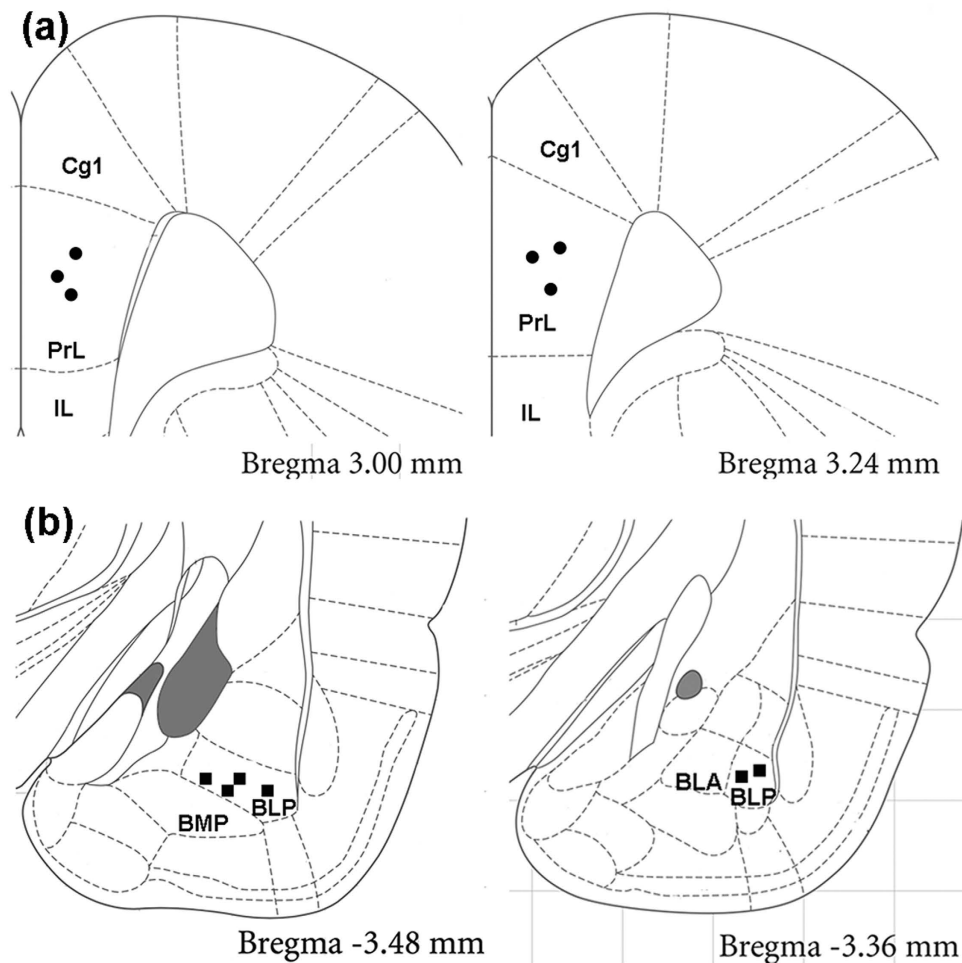 (a)
Cg1
PrL
IL
Bregma 3.00 mm
Cg1
PrL
IL
Bregma 3.24 mm
(b)
BMP
BLP
Bregma -3.48 mm
BLA
BLP
Bregma -3.36 mm